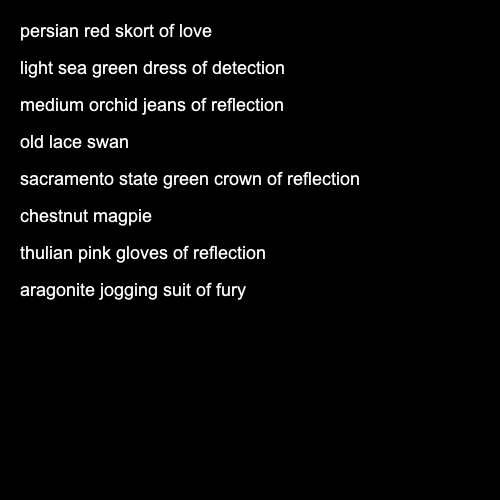 persian red skort of love
light sea green dress of detection
medium orchid jeans of reflection
old lace swan
sacramento state green crown of reflection
chestnut magpie
thulian pink gloves of reflection
aragonite jogging suit of fury